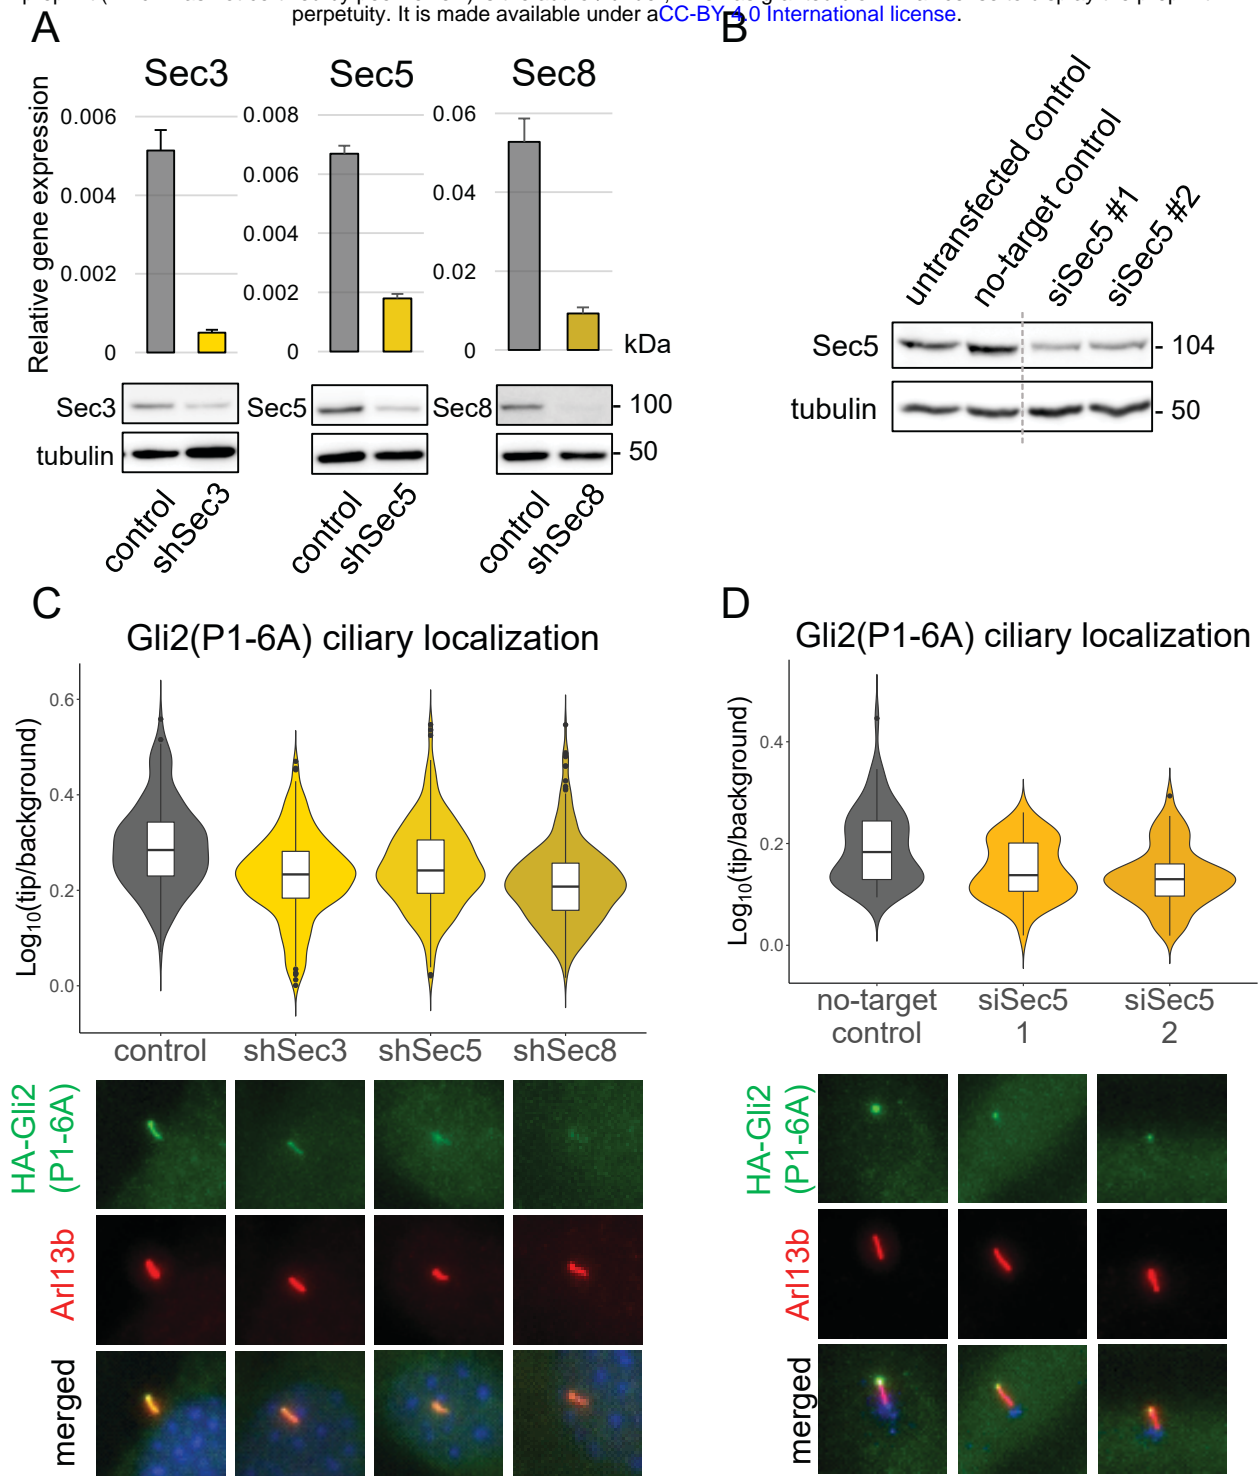 perpetuity. It is made available under aCC-BY 4.0 International license.
A
B
Sec3
Sec5
Sec8
Relative gene expression
0.006
0.004
0.002
0
0.008
0.006
0.004
0.002
0
0.06
0.04
0.02
0
kDa
Sec3
Sec5
Sec8
- 100
tubulin
- 50
control
shSec3
control
shSec5
control
shSec8
untransfected control
no-target control
siSec5 #1
siSec5 #2
Sec5
- 104
tubulin
- 50
C
Gli2(P1-6A) ciliary localization
Log10(tip/background)
0.6
0.4
0.2
0.0
control
shSec3
shSec5
shSec8
HA-Gli2
(P1-6A)
Arl13b
merged
D
Gli2(P1-6A) ciliary localization
Log10(tip/background)
0.4
0.2
0.0
no-target
control
siSec5
1
siSec5
2
HA-Gli2
(P1-6A)
Arl13b
merged